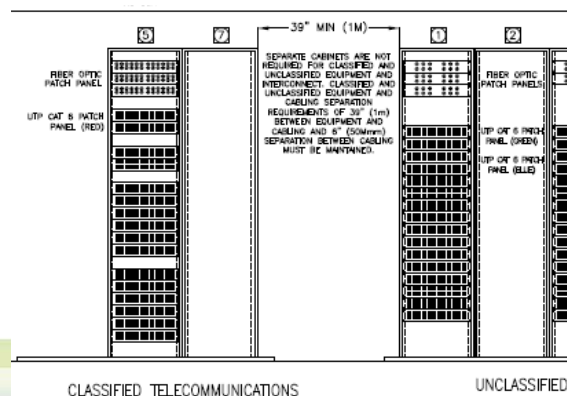 5
7
39" MIN (1M)
1
2
SEPARATE CABINETS ARE NOT
REQUIRED FOR CLASSIFIED AND
UNCLASSIFIED EQUIPMENT AND
INTERCONNECT. CLASSIFIED AND
UNCLASSIFIED EQUIPMENT AND
CABLING SEPARATION
REQUIREMENTS OF 39" (1m)
BETWEEN EQUIPMENT AND
CABLING AND 6" (50Mmm)
SEPARATION BETWEEN CABLING
MUST BE MAINTAINED.
FIBER OPTIC
PATCH PANEL
UTP CAT 6 PATCH
PANEL (RED)
FIBER OPTIC
PATCH PANELS
UTP CAT 6 PATCH
PANEL (GREEN)
UTP CAT 6 PATCH
PANEL (BLUE)
CLASSIFIED TELECOMMUNICATIONS
UNCLASSIFIED